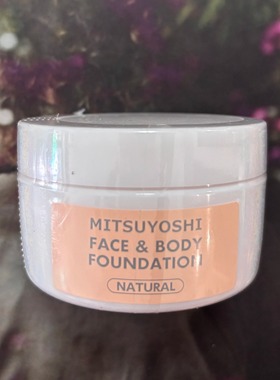 MITSUYOSHI
FACE & BODY
FOUNDATION
NATURAL